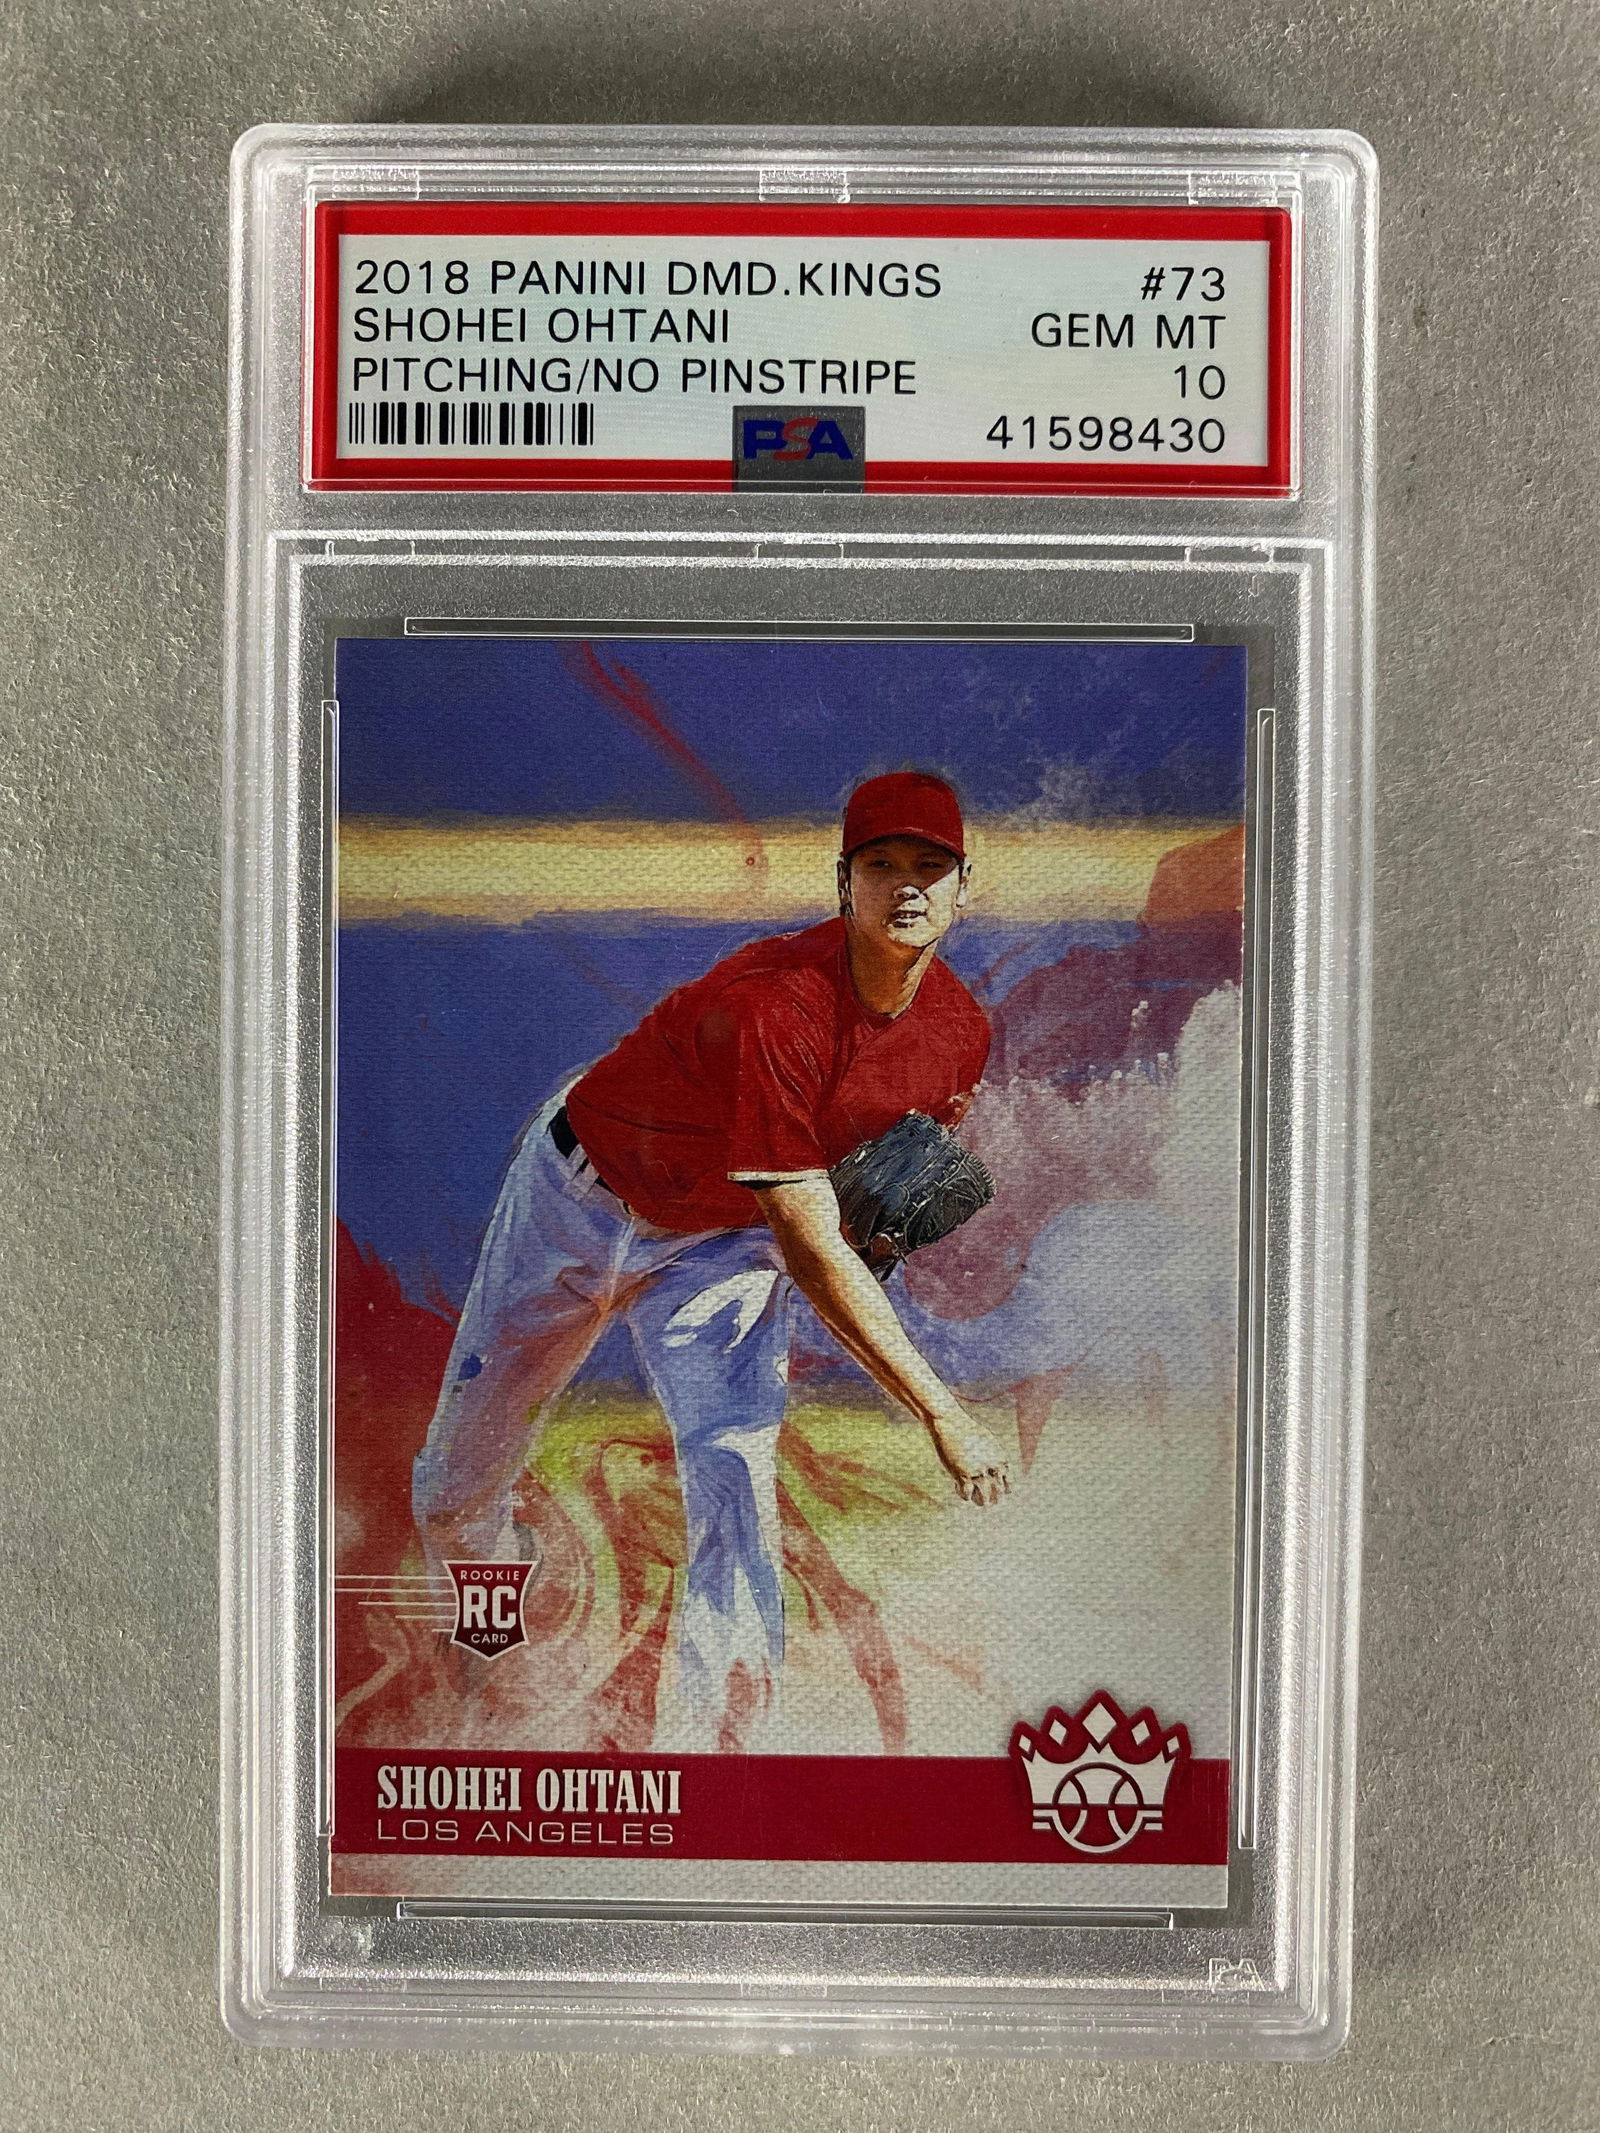 2018 PANINI DMD.KINGS #73
SHOHEI OHTANI GEM MT
PITCHING/NO PINSTRIPE 10
PSA 41598430
ROOKIE
RC
CARD
SHOHEI OHTANI
LOS ANGELES
PSA